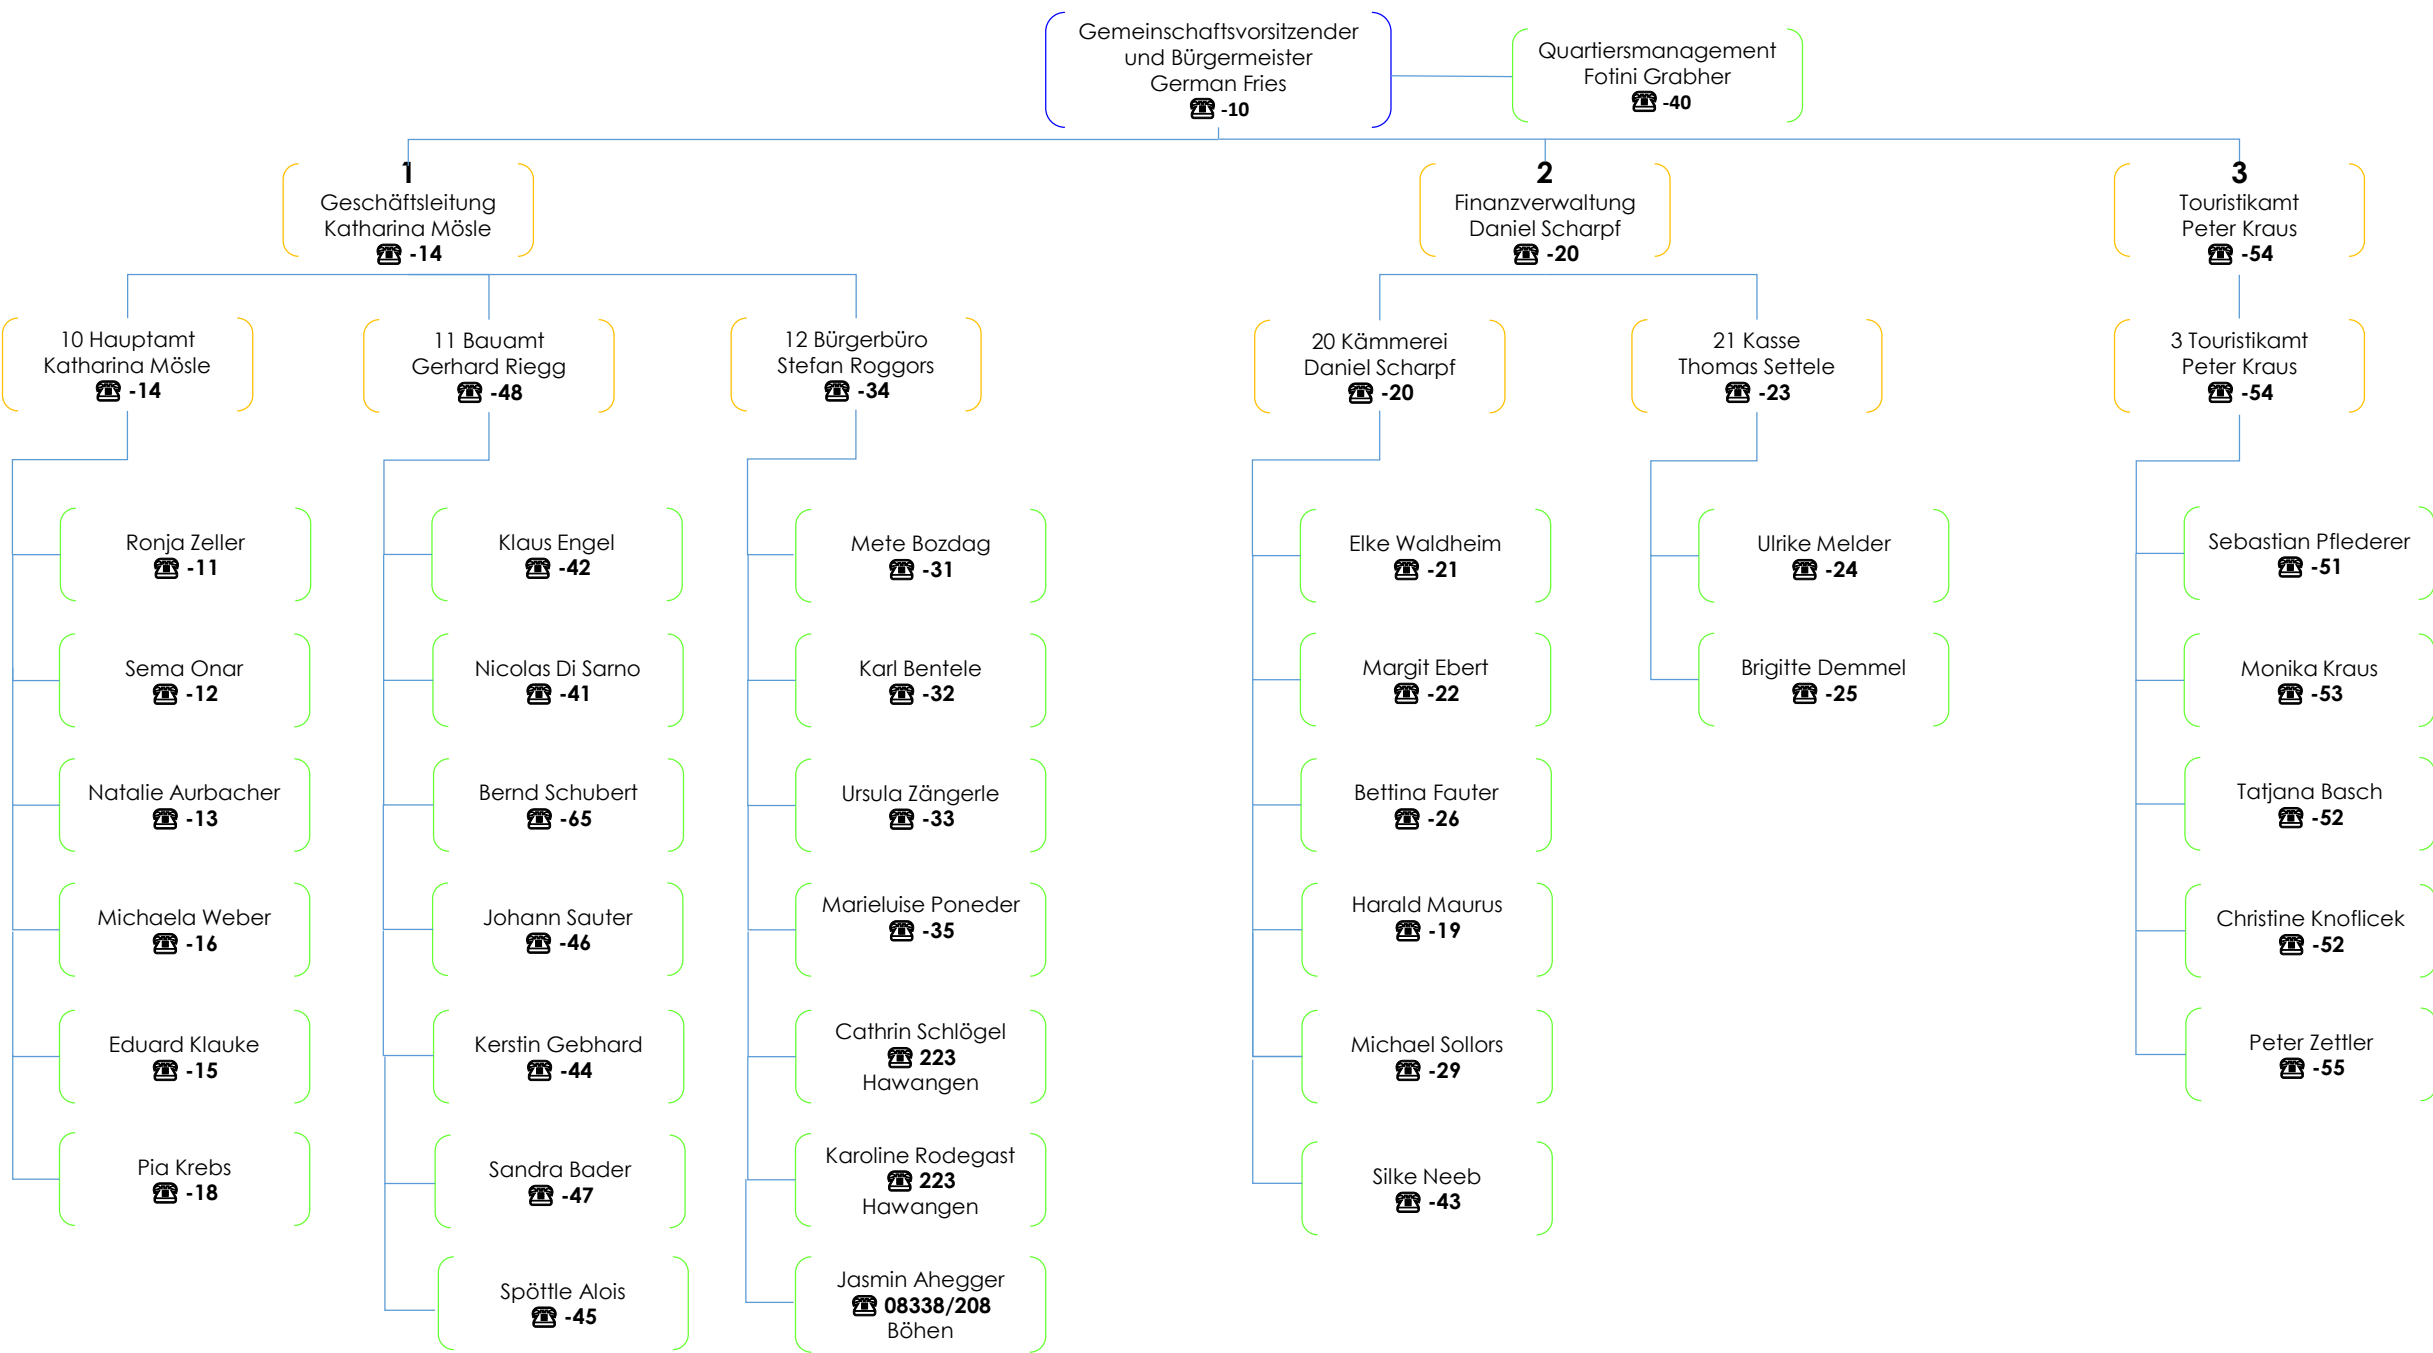 Gemeinschaftsvorsitzender
und Bürgermeister
German Fries
☎ -10
Quartiersmanagement
Fotini Grabher
☎ -40
1
Geschäftsleitung
Katharina Mösle
☎ -14
2
Finanzverwaltung
Daniel Scharpf
☎ -20
3
Touristikamt
Peter Kraus
☎ -54
10 Hauptamt
Katharina Mösle
☎ -14
11 Bauamt
Gerhard Riegg
☎ -48
12 Bürgerbüro
Stefan Roggors
☎ -34
20 Kämmerei
Daniel Scharpf
☎ -20
21 Kasse
Thomas Settele
☎ -23
3 Touristikamt
Peter Kraus
☎ -54
Ronja Zeller
☎ -11
Sema Onar
☎ -12
Natalie Aurbacher
☎ -13
Michaela Weber
☎ -16
Eduard Klauke
☎ -15
Pia Krebs
☎ -18
Klaus Engel
☎ -42
Nicolas Di Sarno
☎ -41
Bernd Schubert
☎ -65
Johann Sauter
☎ -46
Kerstin Gebhard
☎ -44
Sandra Bader
☎ -47
Spöttle Alois
☎ -45
Mete Bozdag
☎ -31
Karl Bentele
☎ -32
Ursula Zängerle
☎ -33
Marieluise Poneder
☎ -35
Cathrin Schlögel
☎ 223
Hawangen
Karoline Rodegast
☎ 223
Hawangen
Jasmin Ahegger
☎ 08338/208
Böhen
Elke Waldheim
☎ -21
Margit Ebert
☎ -22
Bettina Fauter
☎ -26
Harald Maurus
☎ -19
Michael Sollors
☎ -29
Silke Neeb
☎ -43
Ulrike Melder
☎ -24
Brigitte Demmel
☎ -25
Sebastian Pflederer
☎ -51
Monika Kraus
☎ -53
Tatjana Basch
☎ -52
Christine Knoflicek
☎ -52
Peter Zettler
☎ -55